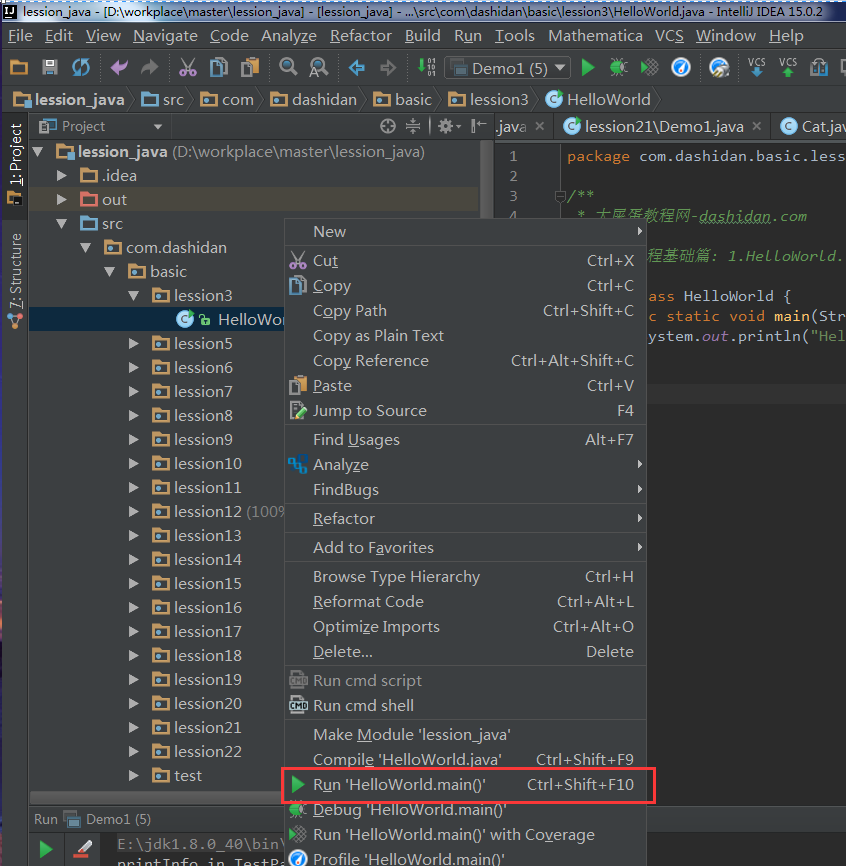 lession_java - [D:\workplace\master\lession_java] - [lession_java] - ...\src\com\dashidan\basic\lession3\HelloWorld.java - IntelliJ IDEA 15.0.2
File Edit View Navigate Code Analyze Refactor Build Run Tools Mathematica VCS Window Help
Demo1 (5) VCS VCS
lession_java src com dashidan basic lession3 HelloWorld
1: Project
7: Structure
Project
.java lession21\Demo1.java Cat.jav
lession_java (D:\workplace\master\lession_java)
.idea
out
src
com.dashidan
basic
lession3
HelloWor
lession5
lession6
lession7
lession8
lession9
lession10
lession11
lession12 (100%
lession13
lession14
lession15
lession16
lession17
lession18
lession19
lession20
lession21
lession22
test
1 package com.dashidan.basic.less
2
3 /**
4 * 大屎蛋教程网-dashidan.com
程基础篇: 1.HelloWorld.
ass HelloWorld {
c static void main(Str
ystem.out.println("Hel
New
Cut Ctrl+X
Copy Ctrl+C
Copy Path Ctrl+Shift+C
Copy as Plain Text
Copy Reference Ctrl+Alt+Shift+C
Paste Ctrl+V
Jump to Source F4
Find Usages Alt+F7
Analyze
FindBugs
Refactor
Add to Favorites
Browse Type Hierarchy Ctrl+H
Reformat Code Ctrl+Alt+L
Optimize Imports Ctrl+Alt+O
Delete... Delete
Run cmd script
Run cmd shell
Make Module 'lession_java'
Compile 'HelloWorld.java' Ctrl+Shift+F9
Run 'HelloWorld.main()' Ctrl+Shift+F10
Debug 'HelloWorld.main()'
Run 'HelloWorld.main()' with Coverage
Profile 'HelloWorld.main()'
Run Demo1 (5)
E:\jdk1.8.0_40\bin\
printInfo in TestPa